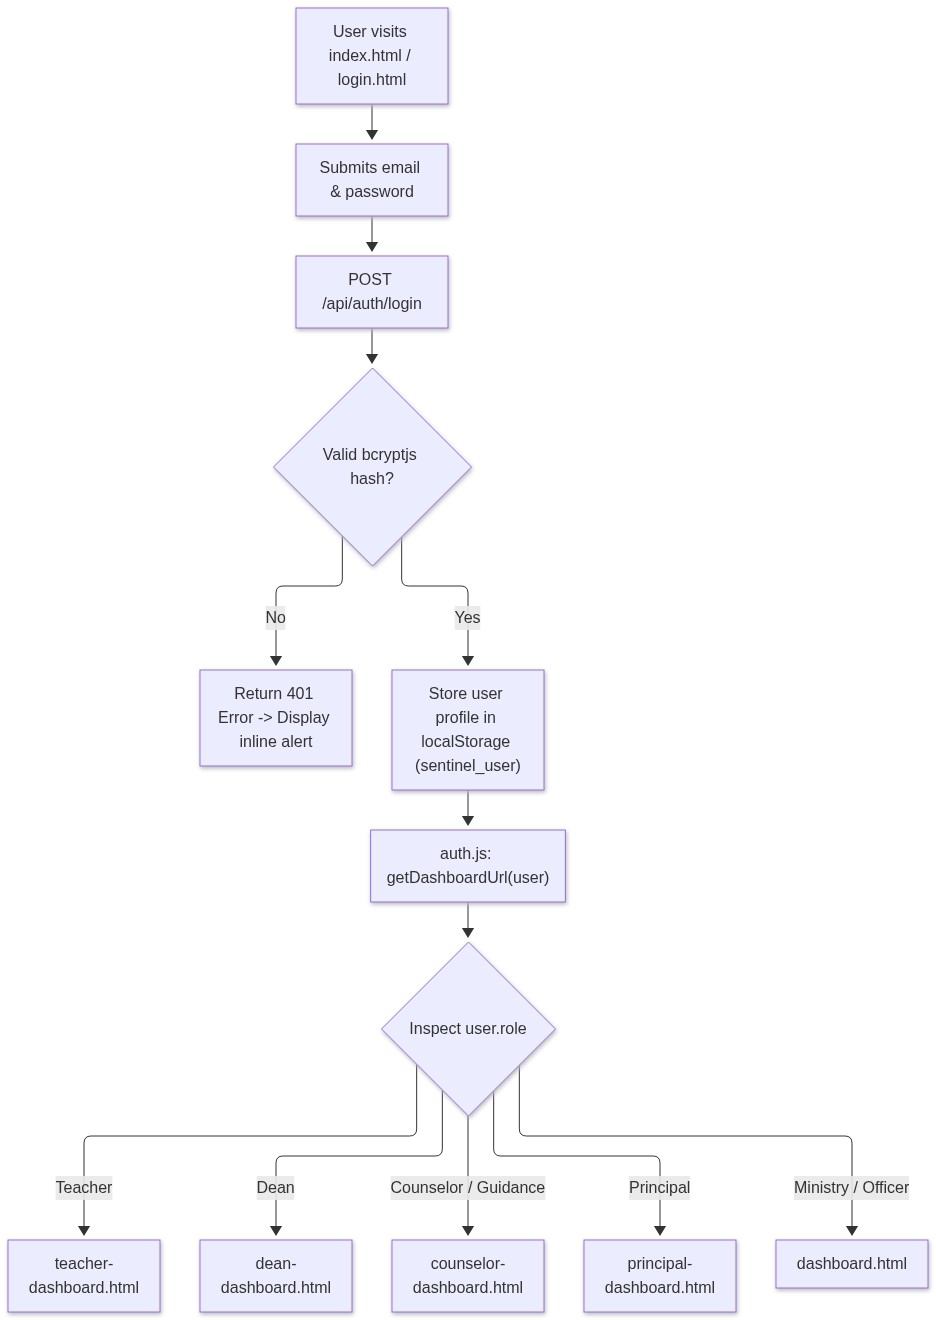 User visits
index.html /
login.html
Submits email
& password
POST
/api/auth/login
Valid bcryptjs
hash?
No
Yes
Return 401
Error -> Display
inline alert
Store user
profile in
localStorage
(sentinel_user)
auth.js:
getDashboardUrl(user)
Inspect user.role
Teacher
Dean
Counselor / Guidance
Principal
Ministry / Officer
teacher-
dashboard.html
dean-
dashboard.html
counselor-
dashboard.html
principal-
dashboard.html
dashboard.html